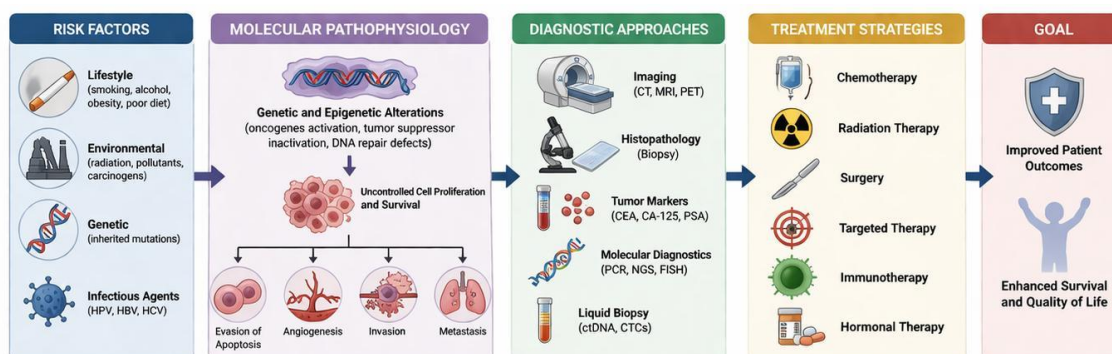 RISK FACTORS
Lifestyle
(smoking, alcohol,
obesity, poor diet)
Environmental
(radiation, pollutants,
carcinogens)
Genetic
(inherited mutations)
Infectious Agents
(HPV, HBV, HCV)
MOLECULAR PATHOPHYSIOLOGY
Genetic and Epigenetic Alterations
(oncogenes activation, tumor suppressor
inactivation, DNA repair defects)
Uncontrolled Cell Proliferation
and Survival
Evasion of
Apoptosis
Angiogenesis
Invasion
Metastasis
DIAGNOSTIC APPROACHES
Imaging
(CT, MRI, PET)
Histopathology
(Biopsy)
Tumor Markers
(CEA, CA-125, PSA)
Molecular Diagnostics
(PCR, NGS, FISH)
Liquid Biopsy
(ctDNA, CTCs)
TREATMENT STRATEGIES
Chemotherapy
Radiation Therapy
Surgery
Targeted Therapy
Immunotherapy
Hormonal Therapy
GOAL
Improved Patient
Outcomes
Enhanced Survival
and Quality of Life